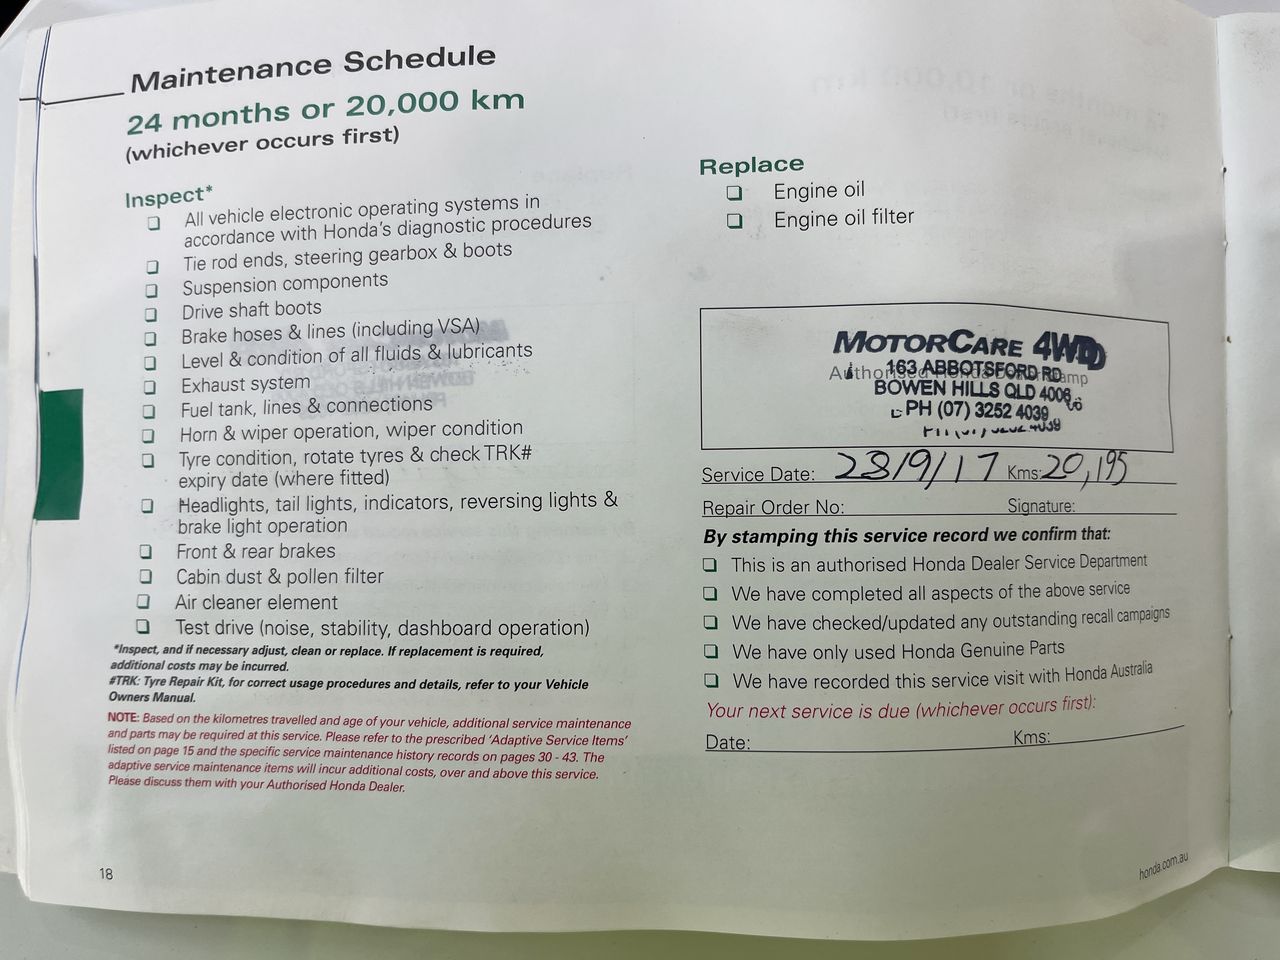 Maintenance Schedule
24 months or 20,000 km
(whichever occurs first)
Inspect*
❏ All vehicle electronic operating systems in
accordance with Honda's diagnostic procedures
❏ Tie rod ends, steering gearbox & boots
❏ Suspension components
❏ Drive shaft boots
❏ Brake hoses & lines (including VSA)
❏ Level & condition of all fluids & lubricants
❏ Exhaust system
❏ Fuel tank, lines & connections
❏ Horn & wiper operation, wiper condition
❏ Tyre condition, rotate tyres & check TRK#
expiry date (where fitted)
❏ Headlights, tail lights, indicators, reversing lights &
brake light operation
❏ Front & rear brakes
❏ Cabin dust & pollen filter
❏ Air cleaner element
❏ Test drive (noise, stability, dashboard operation)
*Inspect, and if necessary adjust, clean or replace. If replacement is required,
additional costs may be incurred.
#TRK: Tyre Repair Kit, for correct usage procedures and details, refer to your Vehicle
Owners Manual.
NOTE: Based on the kilometres travelled and age of your vehicle, additional service maintenance
and parts may be required at this service. Please refer to the prescribed 'Adaptive Service Items'
listed on page 15 and the specific service maintenance history records on pages 30 - 43. The
adaptive service maintenance items will incur additional costs, over and above this service.
Please discuss them with your Authorised Honda Dealer.
18
Replace
❏ Engine oil
❏ Engine oil filter
MOTORCARE 4WD
163 ABBOTSFORD RD
BOWEN HILLS QLD 4006
PH (07) 3252 4039
Service Date: 28/9/17 Kms: 20,195
Repair Order No: Signature:
By stamping this service record we confirm that:
❏ This is an authorised Honda Dealer Service Department
❏ We have completed all aspects of the above service
❏ We have checked/updated any outstanding recall campaigns
❏ We have only used Honda Genuine Parts
❏ We have recorded this service visit with Honda Australia
Your next service is due (whichever occurs first):
Date: Kms:
honda.com.au